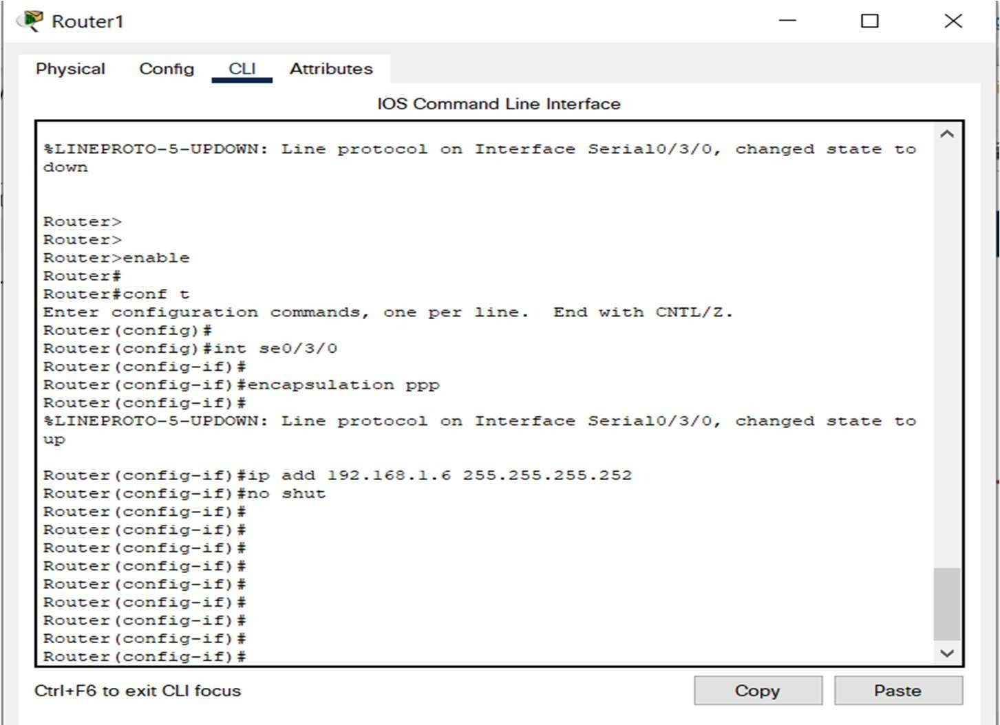 Router1
Physical Config CLI Attributes
IOS Command Line Interface
%LINEPROTO-5-UPDOWN: Line protocol on Interface Serial0/3/0, changed state to
down
Router>
Router>
Router>enable
Router#
Router#conf t
Enter configuration commands, one per line.  End with CNTL/Z.
Router(config)#
Router(config)#int se0/3/0
Router(config-if)#
Router(config-if)#encapsulation ppp
Router(config-if)#
%LINEPROTO-5-UPDOWN: Line protocol on Interface Serial0/3/0, changed state to
up
Router(config-if)#ip add 192.168.1.6 255.255.255.252
Router(config-if)#no shut
Router(config-if)#
Router(config-if)#
Router(config-if)#
Router(config-if)#
Router(config-if)#
Router(config-if)#
Router(config-if)#
Router(config-if)#
Router(config-if)#
Ctrl+F6 to exit CLI focus
Copy Paste